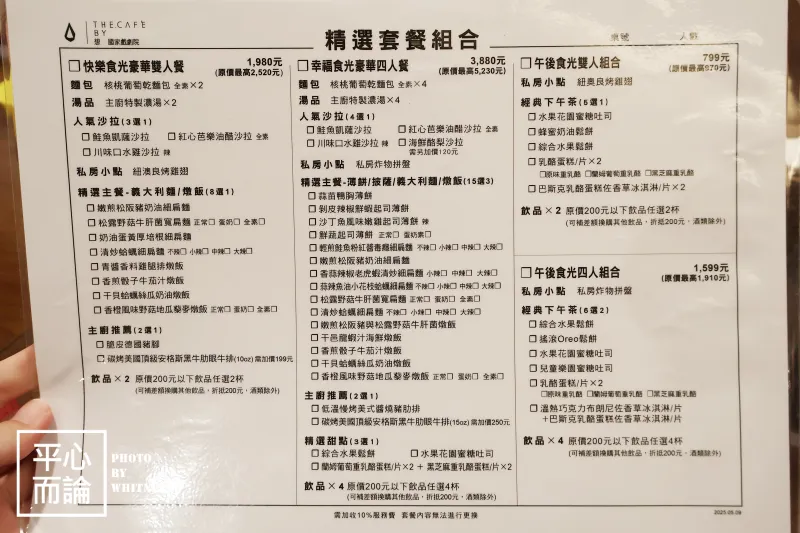 THE.CAFE
BY
想 國家戲劇院
精選套餐組合
桌號 人數
☐ 快樂食光豪華雙人餐 1,980元
(原價最高2,520元)
麵包 核桃葡萄乾麵包 全素×2
湯品 主廚特製濃湯×2
人氣沙拉(3選1)
☐ 鮭魚凱薩沙拉 ☐ 紅心芭樂油醋沙拉 全素
☐ 川味口水雞沙拉 辣
私房小點 紐澳良烤雞翅
精選主餐-義大利麵/燉飯(8選1)
☐ 嫩煎松阪豬奶油細扁麵
☐ 松露野菇牛肝菌寬扁麵 正常☐ 蛋奶☐ 全素☐
☐ 奶油蛋黃厚培根細扁麵
☐ 清炒蛤蠣細扁麵 不辣☐ 小辣☐ 中辣☐ 大辣☐
☐ 青醬香料雞腿排燉飯
☐ 香煎骰子牛茄汁燉飯
☐ 干貝蛤蠣絲瓜奶油燉飯
☐ 香橙風味野菇地瓜藜麥燉飯 正常☐ 蛋奶☐ 全素☐
主廚推薦(2選1)
☐ 脆皮德國豬腳
☐ 碳烤美國頂級安格斯黑牛肋眼牛排(10oz)需加價199元
飲品×2 原價200元以下飲品任選2杯
(可補差額換購其他飲品，折抵200元，酒類除外)
☐ 幸福食光豪華四人餐 3,880元
(原價最高5,230元)
麵包 核桃葡萄乾麵包 全素×4
湯品 主廚特製濃湯×4
人氣沙拉(4選1)
☐ 鮭魚凱薩沙拉 ☐ 紅心芭樂油醋沙拉 全素
☐ 川味口水雞沙拉 辣 ☐ 海鮮酪梨沙拉
需另加價120元
私房小點 私房炸物拼盤
精選主餐-薄餅/披薩/義大利麵/燉飯(15選3)
☐ 蒜苗鴨胸薄餅
☐ 剝皮辣椒鮮蝦起司薄餅
☐ 沙丁魚風味嫩雞起司薄餅 辣
☐ 鮮蔬起司薄餅 正常☐ 蛋奶素☐
☐ 輕煎鮭魚粉紅醬細扁麵 不辣☐ 小辣☐ 中辣☐ 大辣☐
☐ 嫩煎松阪豬奶油細扁麵
☐ 香蒜辣椒老虎蝦清炒細扁麵 小辣☐ 中辣☐ 大辣☐
☐ 蒜辣魚油小花枝蛤蠣細扁麵 小辣☐ 中辣☐ 大辣☐
☐ 松露野菇牛肝菌寬扁麵 正常☐ 蛋奶☐ 全素☐
☐ 清炒蛤蠣細扁麵 不辣☐ 小辣☐ 中辣☐ 大辣☐
☐ 嫩煎松阪豬與松露野菇牛肝菌燉飯
☐ 干邑龍蝦汁海鮮燉飯
☐ 香煎骰子牛茄汁燉飯
☐ 干貝蛤蠣絲瓜奶油燉飯
☐ 香橙風味野菇地瓜藜麥燉飯 正常☐ 蛋奶☐ 全素☐
主廚推薦(2選1)
☐ 低溫慢烤美式醬燒豬肋排
☐ 碳烤美國頂級安格斯黑牛肋眼牛排(15oz)需加價250元
精選甜點(3選1)
☐ 綜合水果鬆餅 ☐ 水果花園蜜糖吐司
☐ 蘭姆葡萄重乳酪蛋糕/片×2 ＋ 黑芝麻重乳酪蛋糕/片×2
飲品×4 原價200元以下飲品任選4杯
(可補差額換購其他飲品，折抵200元，酒類除外)
☐ 午後食光雙人組合 799元
(原價最高970元)
私房小點 紐奧良烤雞翅
經典下午茶(5選1)
☐ 水果花園蜜糖吐司
☐ 蜂蜜奶油鬆餅
☐ 綜合水果鬆餅
☐ 乳酪蛋糕/片×2
☐原味重乳酪 ☐蘭姆葡萄重乳酪 ☐黑芝麻重乳酪
☐ 巴斯克乳酪蛋糕佐香草冰淇淋/片×2
飲品×2 原價200元以下飲品任選2杯
(可補差額換購其他飲品，折抵200元，酒類除外)
☐ 午後食光四人組合 1,599元
(原價最高1,910元)
私房小點 私房炸物拼盤
經典下午茶(6選2)
☐ 綜合水果鬆餅
☐ 搖滾Oreo鬆餅
☐ 水果花園蜜糖吐司
☐ 兒童樂園蜜糖吐司
☐ 乳酪蛋糕/片×2
☐原味重乳酪 ☐蘭姆葡萄重乳酪 ☐黑芝麻重乳酪
☐ 溫熱巧克力布朗尼佐香草冰淇淋/片
＋巴斯克乳酪蛋糕/片×2
飲品×4 原價200元以下飲品任選4杯
(可補差額換購其他飲品，折抵200元，酒類除外)
需加收10%服務費 套餐內容無法進行更換
2025.05.09
平心而論
PHOTO
BY